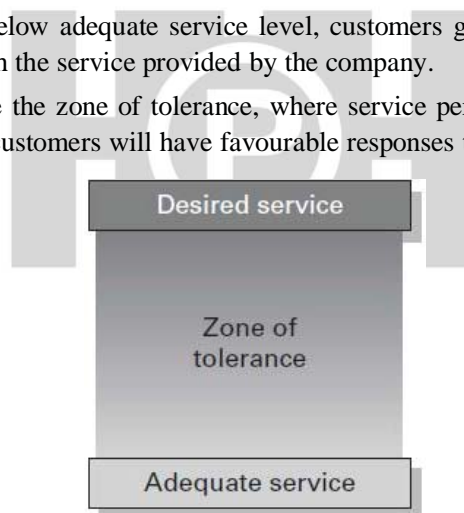 below adequate service level, customers g
n the service provided by the company.
e the zone of tolerance, where service pe
customers will have favourable responses
Desired service
Zone of
tolerance
Adequate service